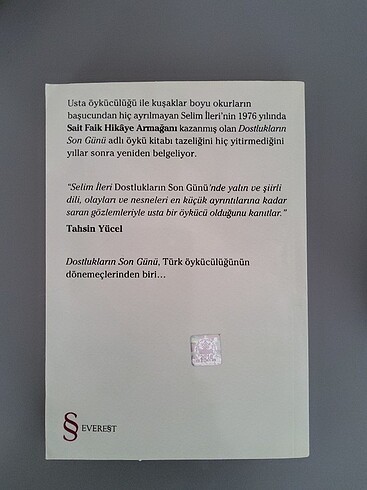 Usta öykücülüğü ile kuşaklar boyu okurların
başucundan hiç ayrılmayan Selim İleri'nin 1976 yılında
Sait Faik Hikâye Armağanı kazanmış olan Dostlukların
Son Günü adlı öykü kitabı tazeliğini hiç yitirmediğini
yıllar sonra yeniden belgeliyor.
"Selim İleri Dostlukların Son Günü'nde yalın ve şiirli
dili, olayları ve nesneleri en küçük ayrıntılarına kadar
saran gözlemleriyle usta bir öykücü olduğunu kanıtlar."
Tahsin Yücel
Dostlukların Son Günü, Türk öykücülüğünün
dönemeçlerinden biri...
EVEREST